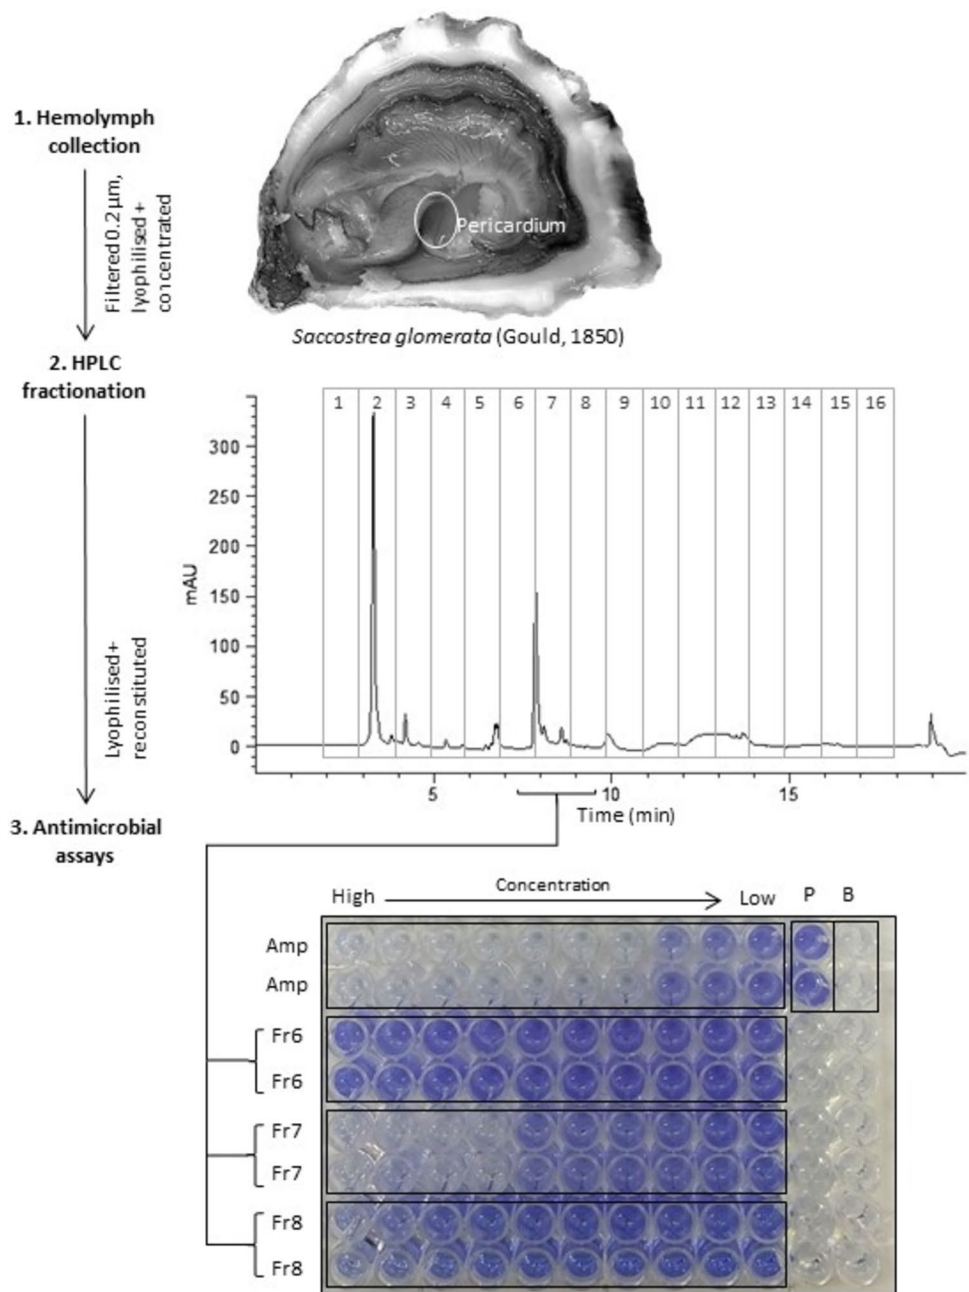 1. Hemolymph
collection
Filtered 0.2 µm,
lyophilised +
concentrated
Pericardium
Saccostrea glomerata (Gould, 1850)
2. HPLC
fractionation
1 2 3 4 5 6 7 8 9 10 11 12 13 14 15 16
300
250
200
150
100
50
0
mAU
5 10 15
Time (min)
Lyophilised+
reconstituted
3. Antimicrobial
assays
High Concentration Low P B
Amp
Amp
Fr6
Fr6
Fr7
Fr7
Fr8
Fr8